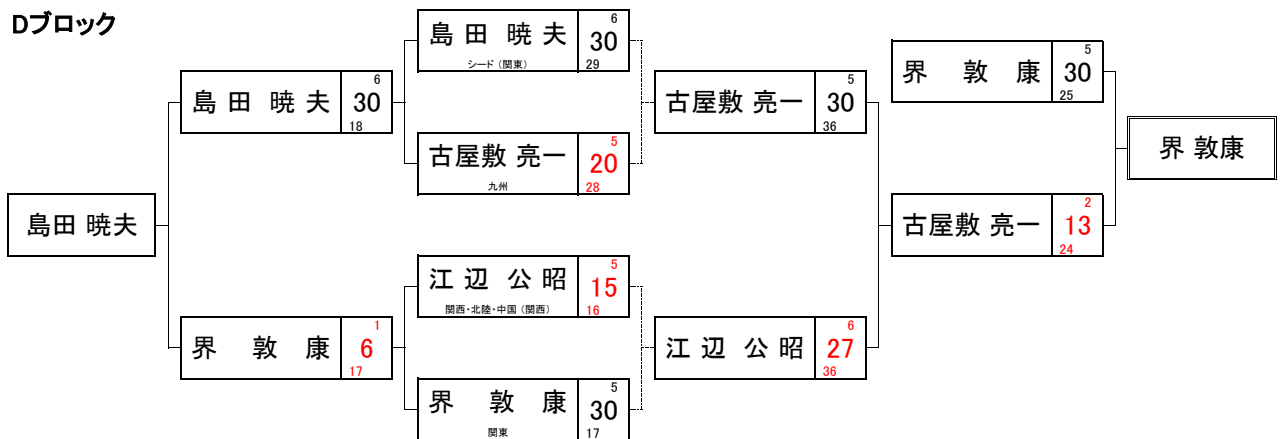 Dブロック
島田 暁夫
島 田 暁 夫
6
30
18
界 敦 康
1
6
17
島 田 暁 夫
シード（関東）
6
30
29
古屋敷 亮一
九州
5
20
28
江 辺 公 昭
関西・北陸・中国（関西）
5
15
16
界 敦 康
関東
5
30
17
古屋敷 亮一
5
30
36
江 辺 公 昭
6
27
36
界 敦 康
5
30
25
古屋敷 亮一
2
13
24
界 敦康